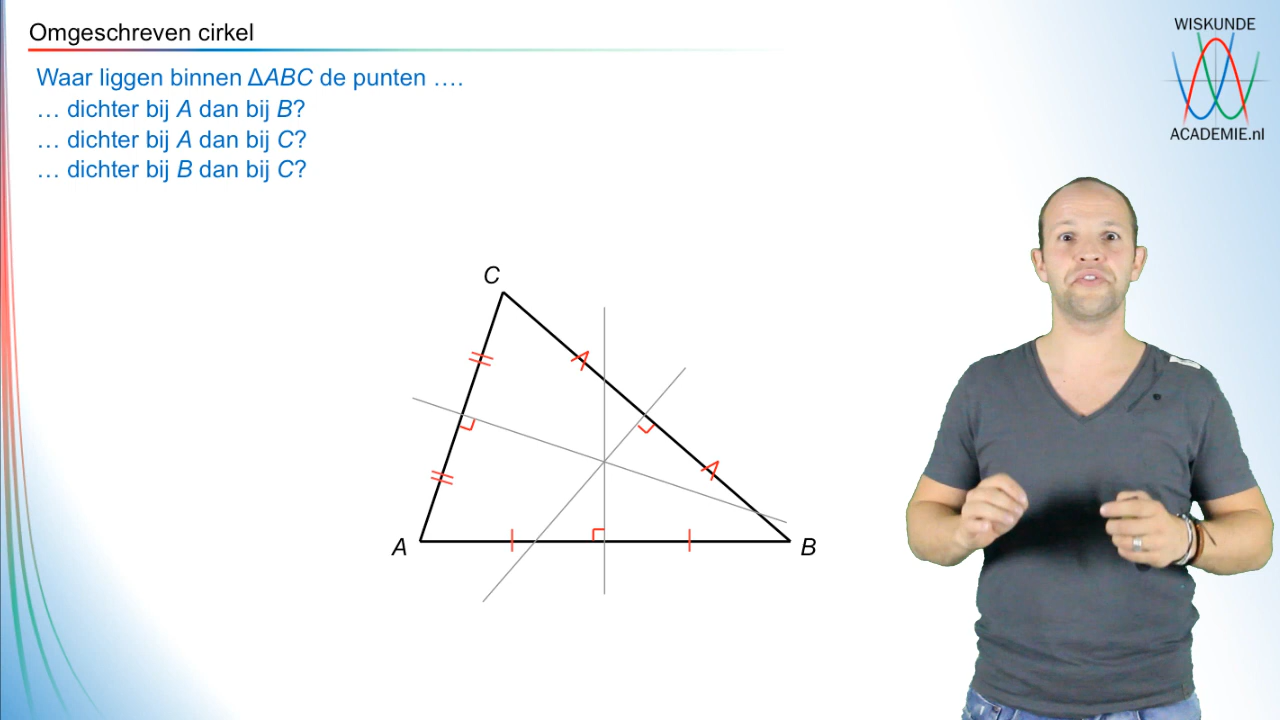 Omgeschreven cirkel
WISKUNDE
ACADEMIE.nl
Waar liggen binnen ΔABC de punten ….
… dichter bij A dan bij B?
… dichter bij A dan bij C?
… dichter bij B dan bij C?
C
A
B